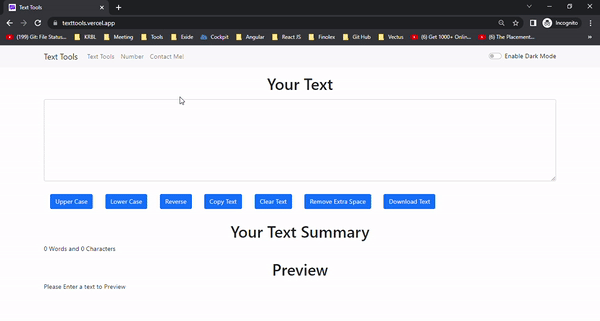 Text Tools
texttools.vercel.app
Incognito
(199) Git: File Status... KRBL Meeting Tools Exide Cockpit Angular React JS Finolex Git Hub Vectus (6) Get 1000+ Onlin... (6) The Placement...
Text Tools Text Tools Number Contact Me! Enable Dark Mode
Your Text
Upper Case Lower Case Reverse Copy Text Clear Text Remove Extra Space Download Text
Your Text Summary
0 Words and 0 Characters
Preview
Please Enter a text to Preview